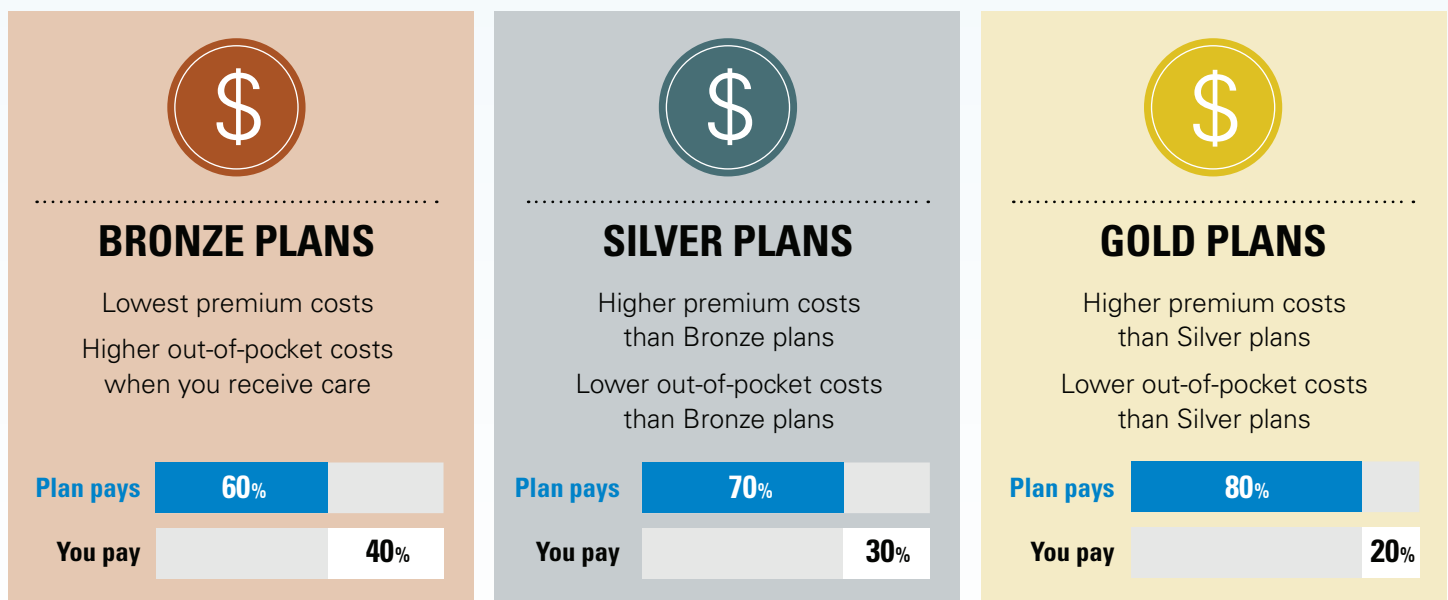 $
BRONZE PLANS
Lowest premium costs
Higher out-of-pocket costs
when you receive care
Plan pays 60%
You pay 40%
$
SILVER PLANS
Higher premium costs
than Bronze plans
Lower out-of-pocket costs
than Bronze plans
Plan pays 70%
You pay 30%
$
GOLD PLANS
Higher premium costs
than Silver plans
Lower out-of-pocket costs
than Silver plans
Plan pays 80%
You pay 20%